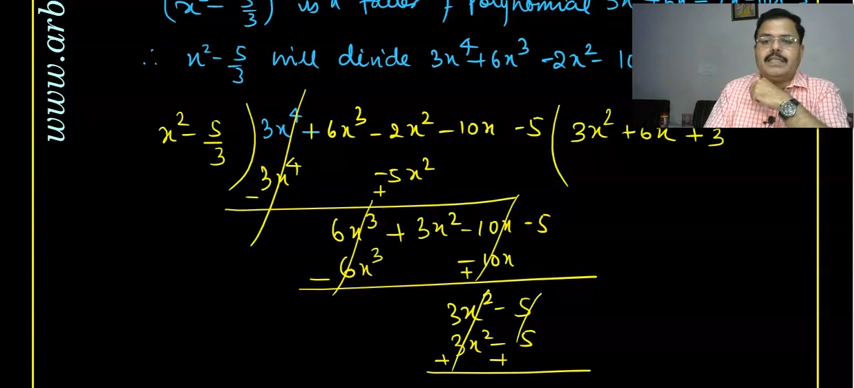 (x² - 5/3) is a factor of polynomial 3x⁴
∴ x² - 5/3 will divide 3x⁴ + 6x³ - 2x² - 10
www.arb
x² - 5/3 ) 3x⁴ + 6x³ - 2x² - 10x - 5 ( 3x² + 6x + 3
- 3x⁴ -+ 5x²
6x³ + 3x² - 10x - 5
- 6x³ -+ 10x
3x² - 5
+ 3x² -+ 5